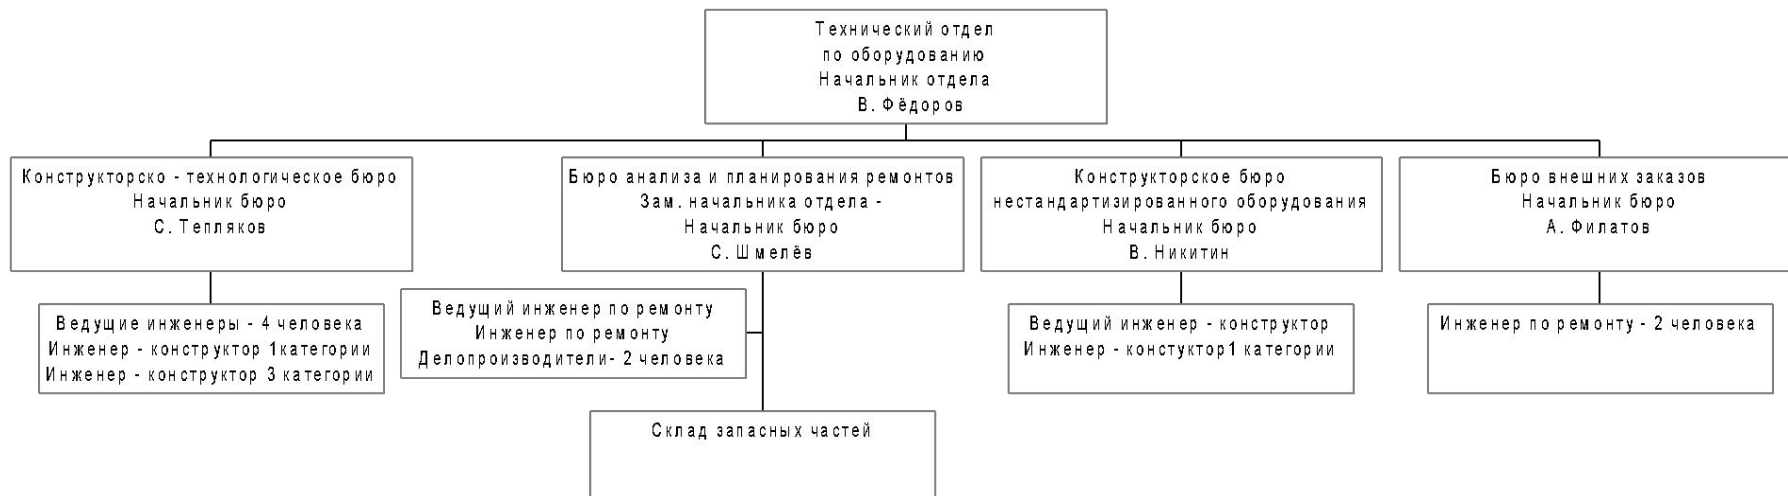 Технический отдел
по оборудованию
Начальник отдела
В. Фёдоров
Конструкторско - технологическое бюро
Начальник бюро
С. Тепляков
Бюро анализа и планирования ремонтов
Зам. начальника отдела -
Начальник бюро
С. Шмелёв
Конструкторское бюро
нестандартизированного оборудования
Начальник бюро
В. Никитин
Бюро внешних заказов
Начальник бюро
А. Филатов
Ведущие инженеры - 4 человека
Инженер - конструктор 1категории
Инженер - конструктор 3 категории
Ведущий инженер по ремонту
Инженер по ремонту
Делопроизводители- 2 человека
Ведущий инженер - конструктор
Инженер - констуктор1 категории
Инженер по ремонту - 2 человека
Склад запасных частей